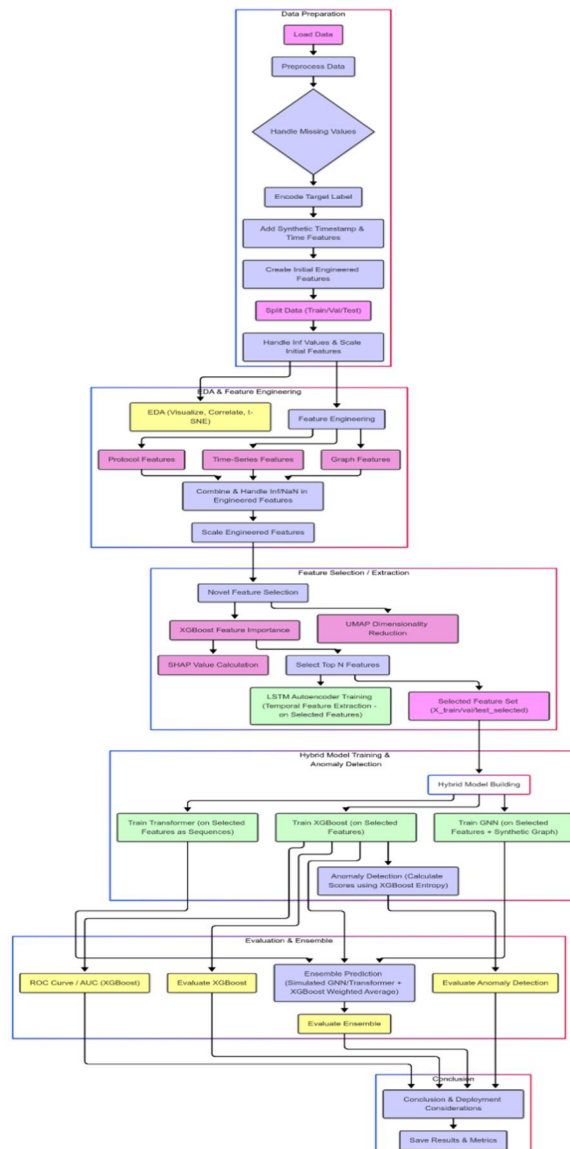 Data Preparation
Load Data
Preprocess Data
Handle Missing Values
Encode Target Label
Add Synthetic Timestamp &
Time Features
Create Initial Engineered
Features
Split Data (Train/Val/Test)
Handle Inf Values & Scale
Initial Features
EDA & Feature Engineering
EDA (Visualize, Correlate, t-
SNE)
Feature Engineering
Protocol Features
Time-Series Features
Graph Features
Combine & Handle Inf/NaN in
Engineered Features
Scale Engineered Features
Feature Selection / Extraction
Novel Feature Selection
XGBoost Feature Importance
UMAP Dimensionality
Reduction
SHAP Value Calculation
Select Top N Features
LSTM Autoencoder Training
(Temporal Feature Extraction -
on Selected Features)
Selected Feature Set
(X_train/val/test_selected)
Hybrid Model Training &
Anomaly Detection
Hybrid Model Building
Train Transformer (on Selected
Features as Sequences)
Train XGBoost (on Selected
Features)
Train GNN (on Selected
Features + Synthetic Graph)
Anomaly Detection (Calculate
Scores using XGBoost Entropy)
Evaluation & Ensemble
ROC Curve / AUC (XGBoost)
Evaluate XGBoost
Ensemble Prediction
(Simulated GNN/Transformer +
XGBoost Weighted Average)
Evaluate Anomaly Detection
Evaluate Ensemble
Conclusion
Conclusion & Deployment
Considerations
Save Results & Metrics